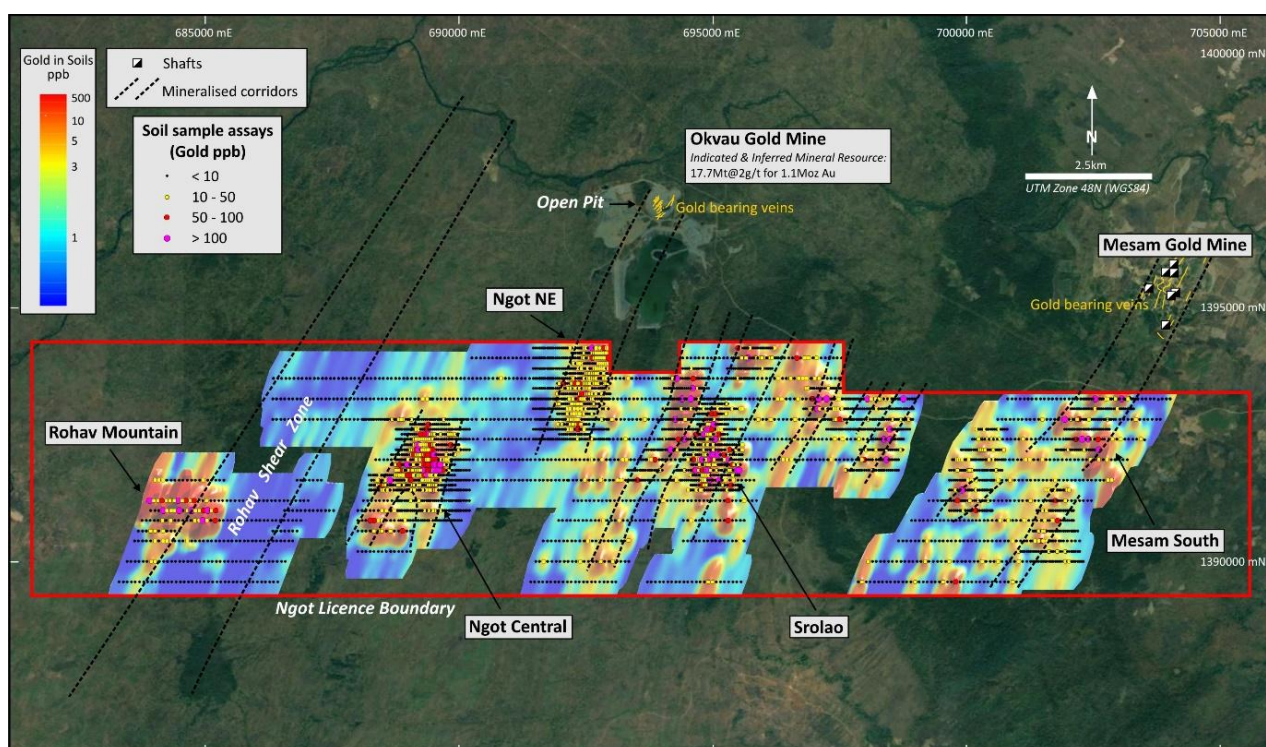 685000 mE
690000 mE
695000 mE
700000 mE
705000 mE
1400000 mN
Gold in Soils
ppb
500
10
5
3
1
Shafts
Mineralised corridors
Soil sample assays
(Gold ppb)
< 10
10 - 50
50 - 100
> 100
Okvau Gold Mine
Indicated & Inferred Mineral Resource:
17.7Mt@2g/t for 1.1Moz Au
N
2.5km
UTM Zone 48N (WGS84)
Open Pit
Gold bearing veins
Mesam Gold Mine
Gold bearing veins
1395000 mN
Ngot NE
Rohav Mountain
Rohav Shear Zone
Mesam South
1390000 mN
Ngot Licence Boundary
Ngot Central
Srolao